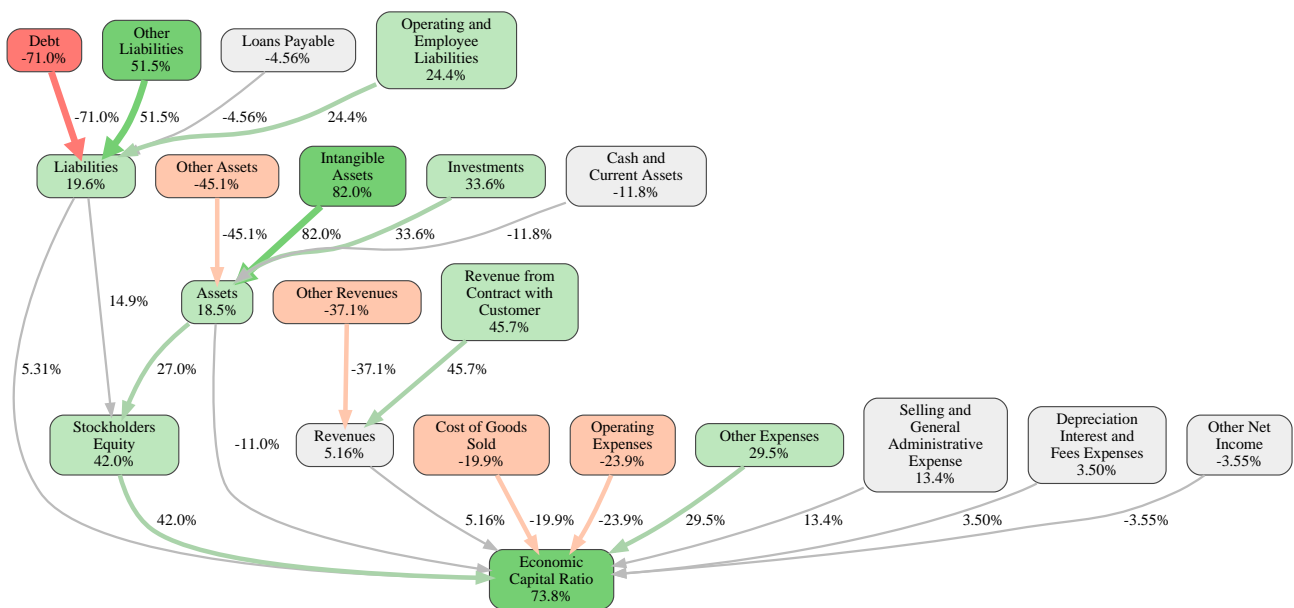 Debt
-71.0%
Other
Liabilities
51.5%
Loans Payable
-4.56%
Operating and
Employee
Liabilities
24.4%
-71.0%
51.5%
-4.56%
24.4%
Liabilities
19.6%
Other Assets
-45.1%
Intangible
Assets
82.0%
Investments
33.6%
Cash and
Current Assets
-11.8%
-45.1%
82.0%
33.6%
-11.8%
Assets
18.5%
Other Revenues
-37.1%
Revenue from
Contract with
Customer
45.7%
14.9%
5.31%
27.0%
-37.1%
45.7%
Stockholders
Equity
42.0%
-11.0%
Revenues
5.16%
Cost of Goods
Sold
-19.9%
Operating
Expenses
-23.9%
Other Expenses
29.5%
Selling and
General
Administrative
Expense
13.4%
Depreciation
Interest and
Fees Expenses
3.50%
Other Net
Income
-3.55%
42.0%
5.16%
-19.9%
-23.9%
29.5%
13.4%
3.50%
-3.55%
Economic
Capital Ratio
73.8%